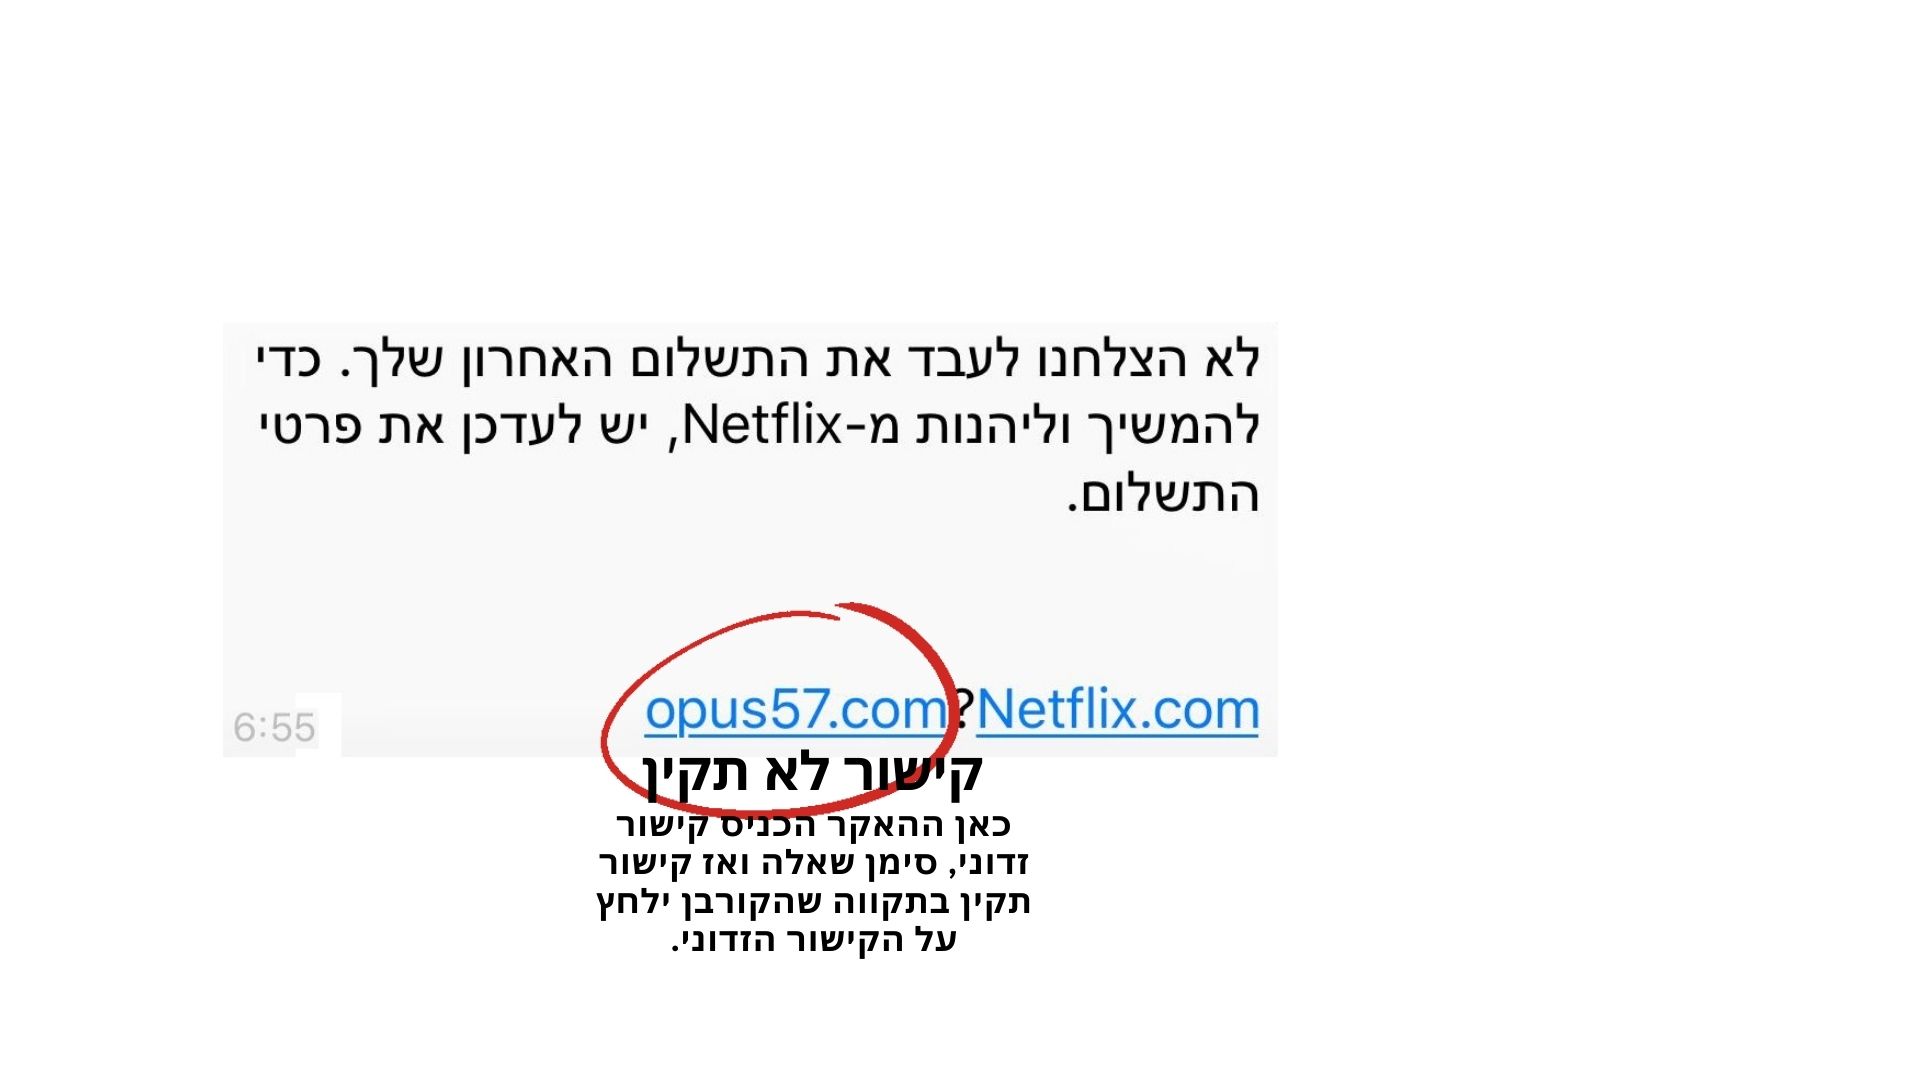 לא הצלחנו לעבד את התשלום האחרון שלך. כדי
להמשיך וליהנות מ-Netflix, יש לעדכן את פרטי
התשלום.
opus57.com?Netflix.com
6:55
קישור לא תקין
כאן ההאקר הכניס קישור
זדוני, סימן שאלה ואז קישור
תקין בתקווה שהקורבן ילחץ
על הקישור הזדוני.